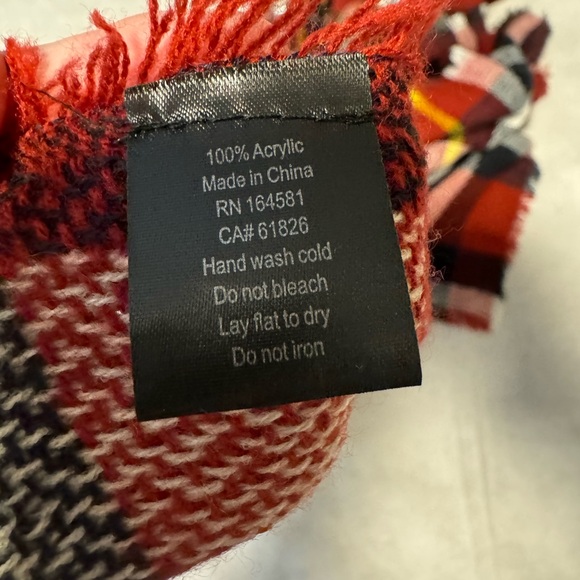 100% Acrylic
Made in China
RN 164581
CA# 61826
Hand wash cold
Do not bleach
Lay flat to dry
Do not iron